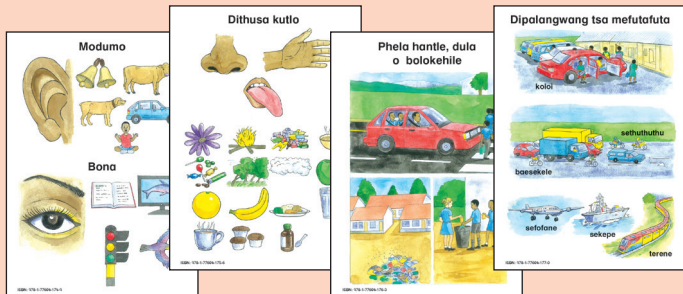 Modumo
Bona
Dithusa kutlo
Phela hantle, dula
o bolokehile
Dipalangwang tsa mefutafuta
koloi
sethuthuthu
baesekele
sefofane
sekepe
terene